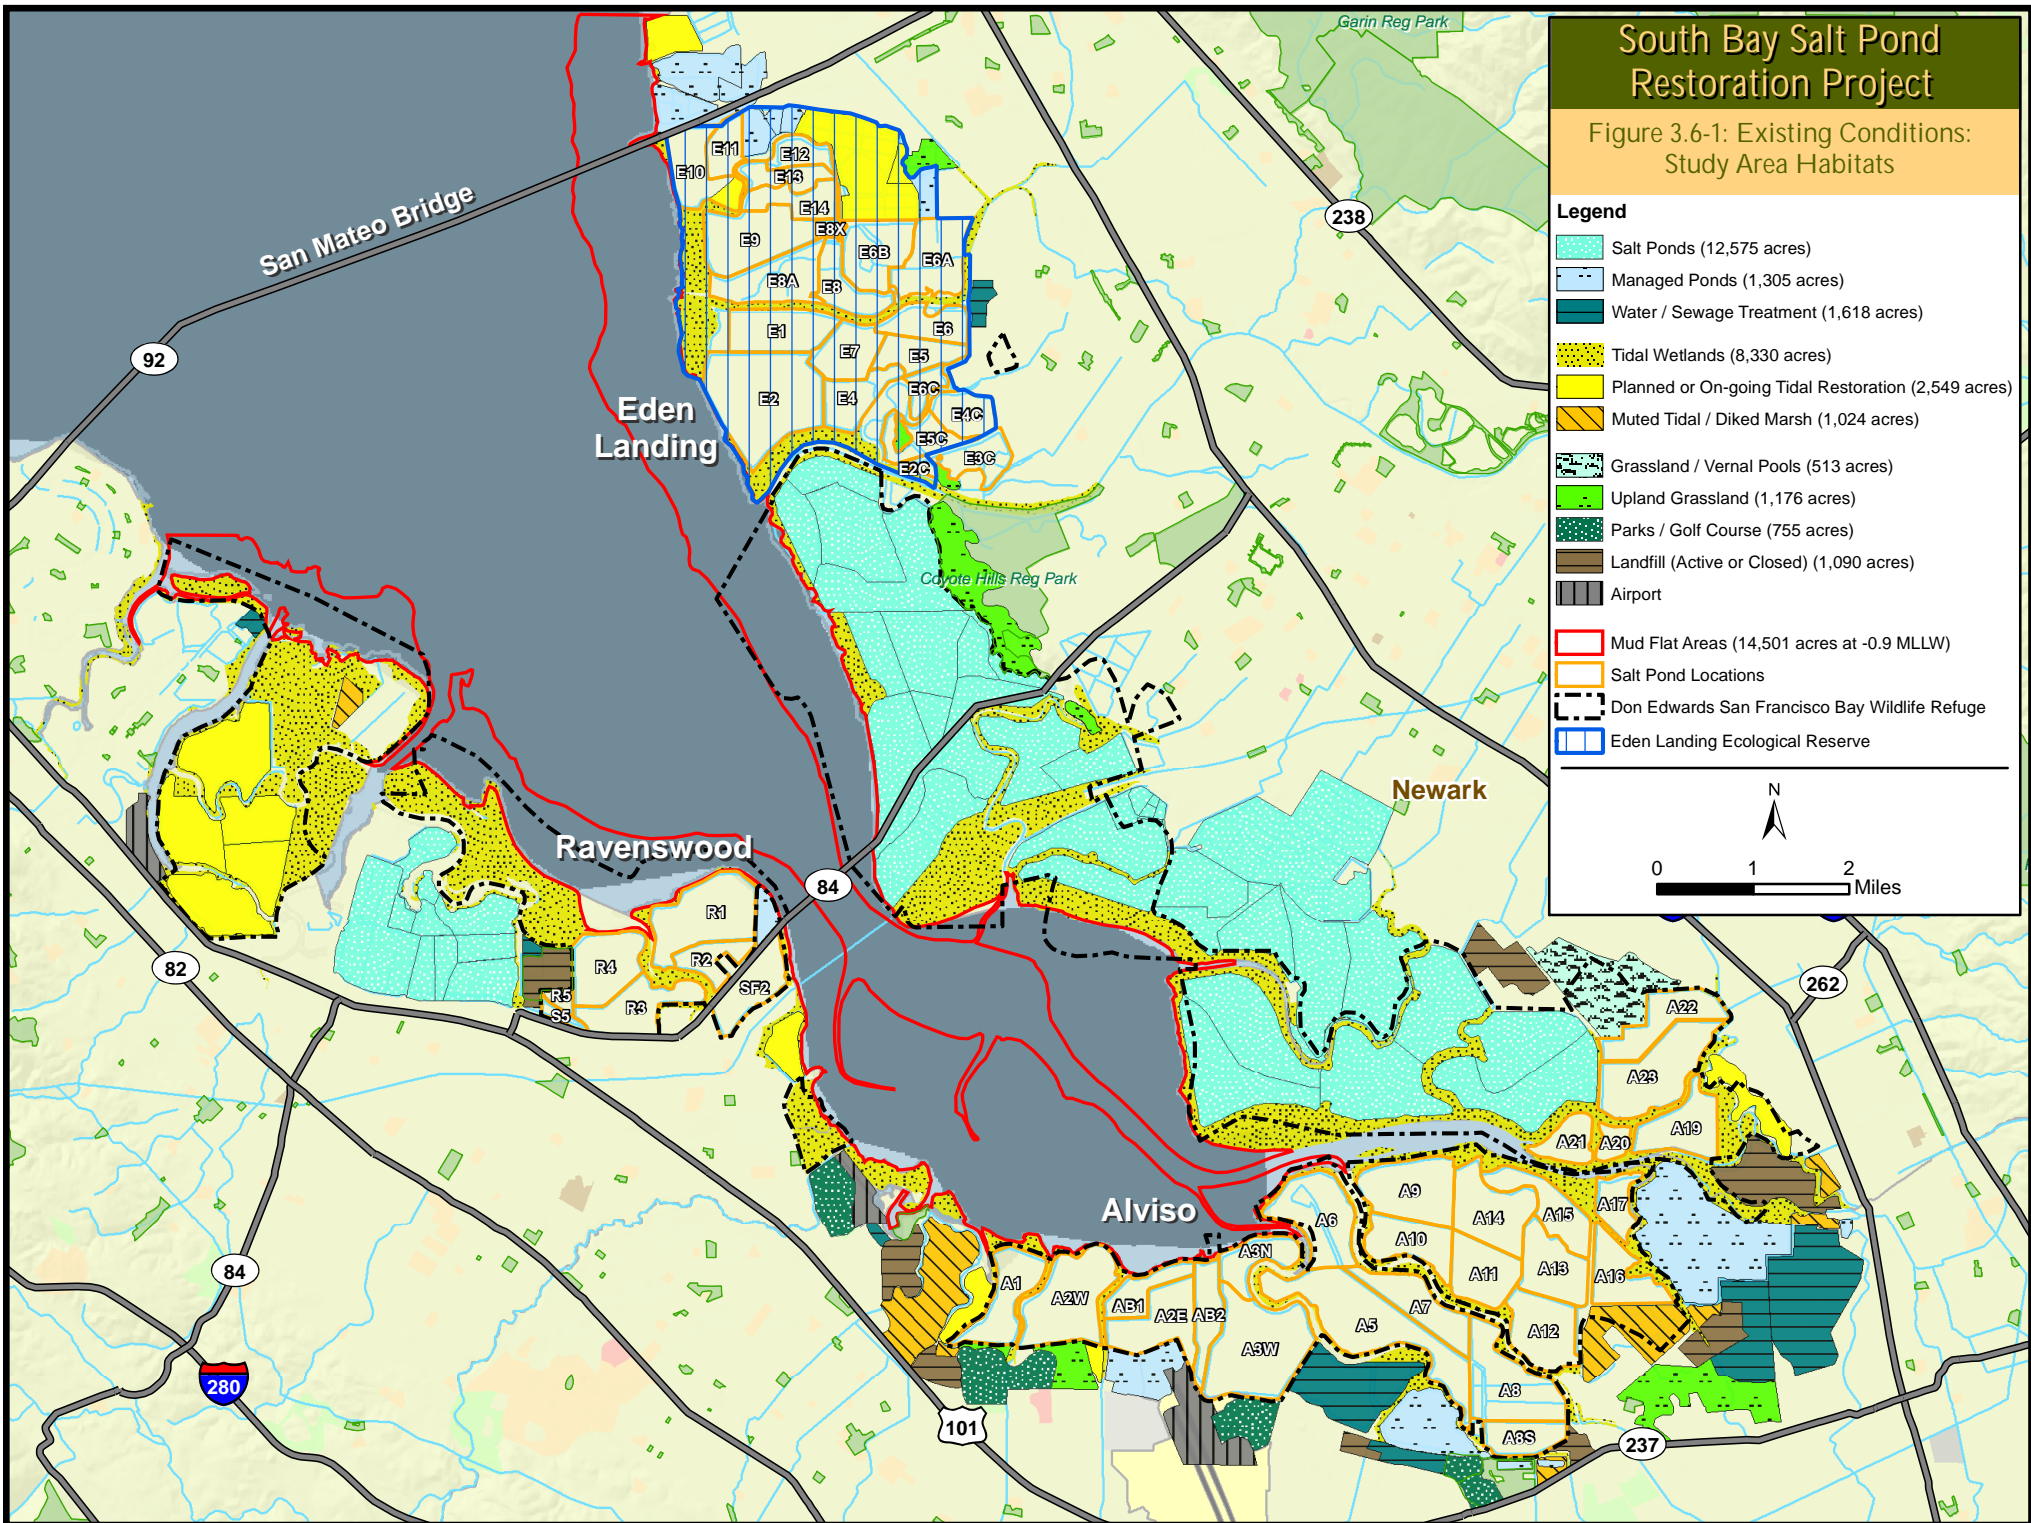 South Bay Salt Pond
Restoration Project
Figure 3.6-1: Existing Conditions:
Study Area Habitats
Legend
Salt Ponds (12,575 acres)
Managed Ponds (1,305 acres)
Water / Sewage Treatment (1,618 acres)
Tidal Wetlands (8,330 acres)
Planned or On-going Tidal Restoration (2,549 acres)
Muted Tidal / Diked Marsh (1,024 acres)
Grassland / Vernal Pools (513 acres)
Upland Grassland (1,176 acres)
Parks / Golf Course (755 acres)
Landfill (Active or Closed) (1,090 acres)
Airport
Mud Flat Areas (14,501 acres at -0.9 MLLW)
Salt Pond Locations
Don Edwards San Francisco Bay Wildlife Refuge
Eden Landing Ecological Reserve
N
0 1 2
Miles
Garin Reg Park
San Mateo Bridge
92
238
E11
E12
E10
E13
E14
E8X
E9
E6B
E6A
E8A
E8
E1
E6
E7
E5
E6C
E2
E4
E4C
E5C
E3C
E2C
Eden
Landing
Coyote Hills Reg Park
Newark
Ravenswood
84
R1
R2
R4
SF2
R5
S5
R3
82
262
A22
A23
A19
A21
A20
Alviso
A9
A17
A6
A14
A15
A10
A3N
A11
A13
A16
A1
A2W
AB1
A2E
AB2
A7
A5
A12
A3W
A8
A8S
84
280
101
237